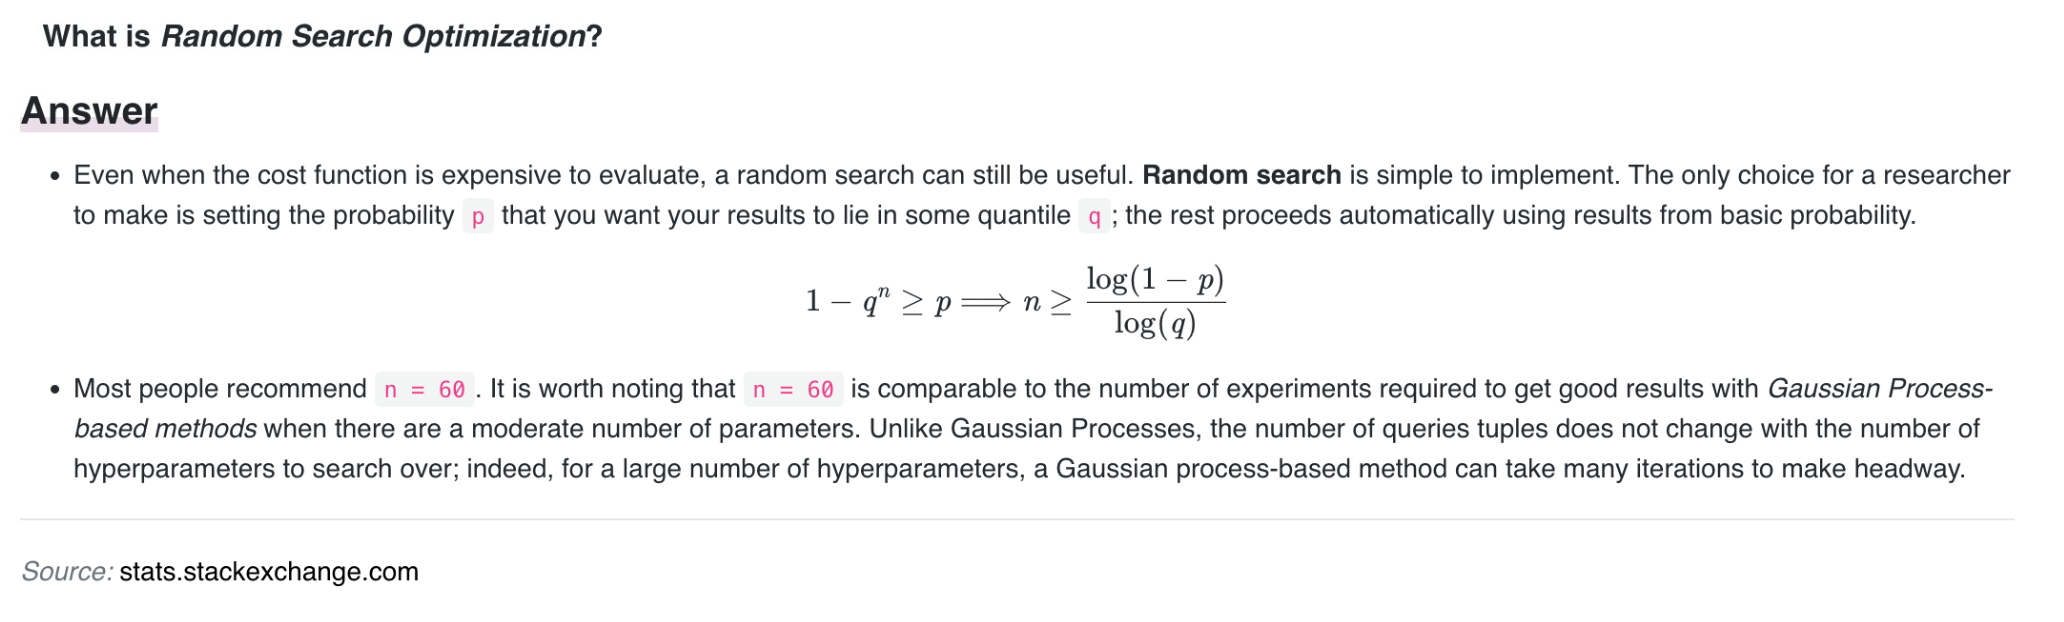 What is Random Search Optimization?
Answer
• Even when the cost function is expensive to evaluate, a random search can still be useful. Random search is simple to implement. The only choice for a researcher
to make is setting the probability p that you want your results to lie in some quantile q ; the rest proceeds automatically using results from basic probability.
1 − qⁿ ≥ p ⟹ n ≥ log(1 − p) / log(q)
• Most people recommend n = 60 . It is worth noting that n = 60 is comparable to the number of experiments required to get good results with Gaussian Process-
based methods when there are a moderate number of parameters. Unlike Gaussian Processes, the number of queries tuples does not change with the number of
hyperparameters to search over; indeed, for a large number of hyperparameters, a Gaussian process-based method can take many iterations to make headway.
Source: stats.stackexchange.com